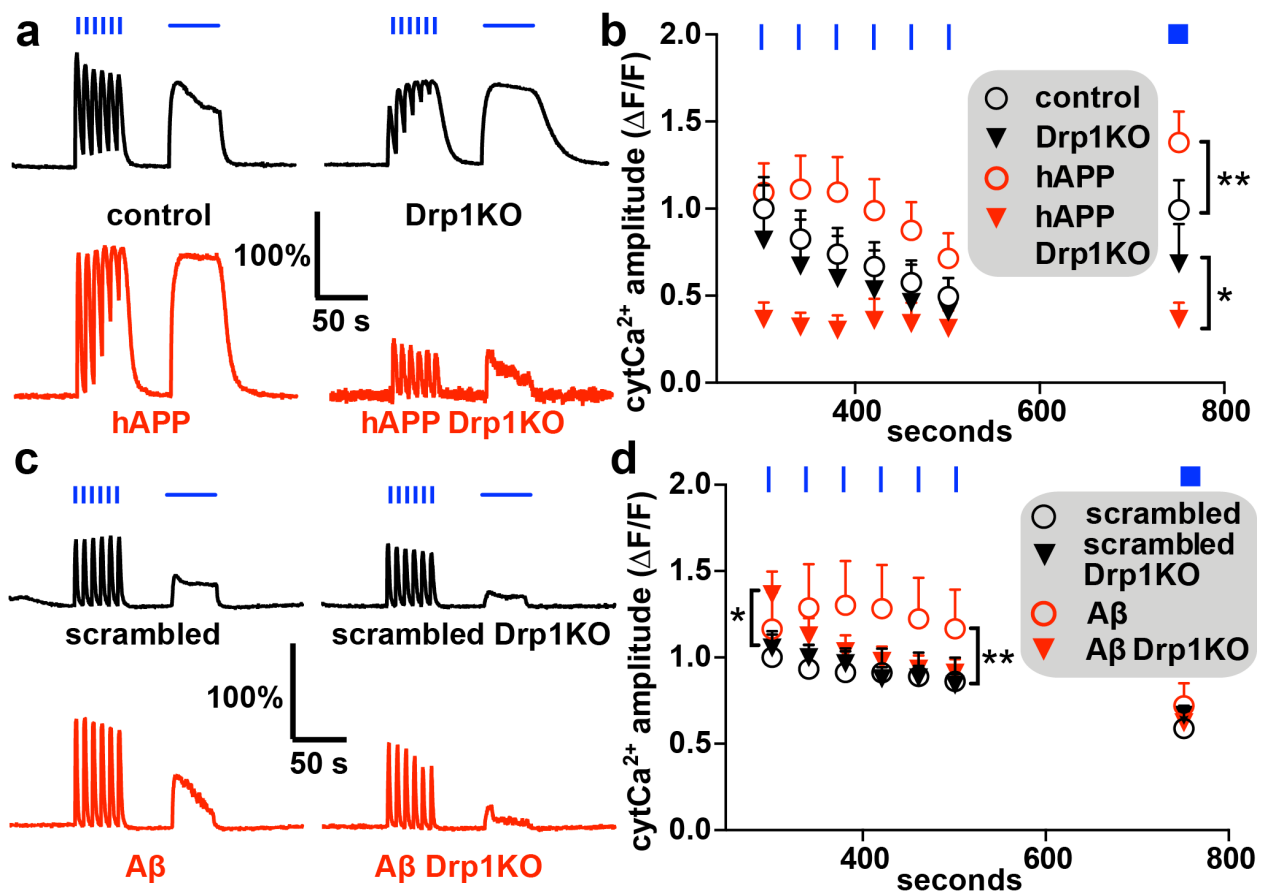 a
control
Drp1KO
100%
50 s
hAPP
hAPP Drp1KO
b
cytCa2+ amplitude (ΔF/F)
2.0
1.5
1.0
0.5
0.0
400
600
800
seconds
control
Drp1KO
hAPP
hAPP
Drp1KO
**
*
c
scrambled
scrambled Drp1KO
100%
50 s
Aβ
Aβ Drp1KO
d
cytCa2+ amplitude (ΔF/F)
2.0
1.5
1.0
0.5
0.0
400
600
800
seconds
scrambled
scrambled
Drp1KO
Aβ
Aβ Drp1KO
*
**